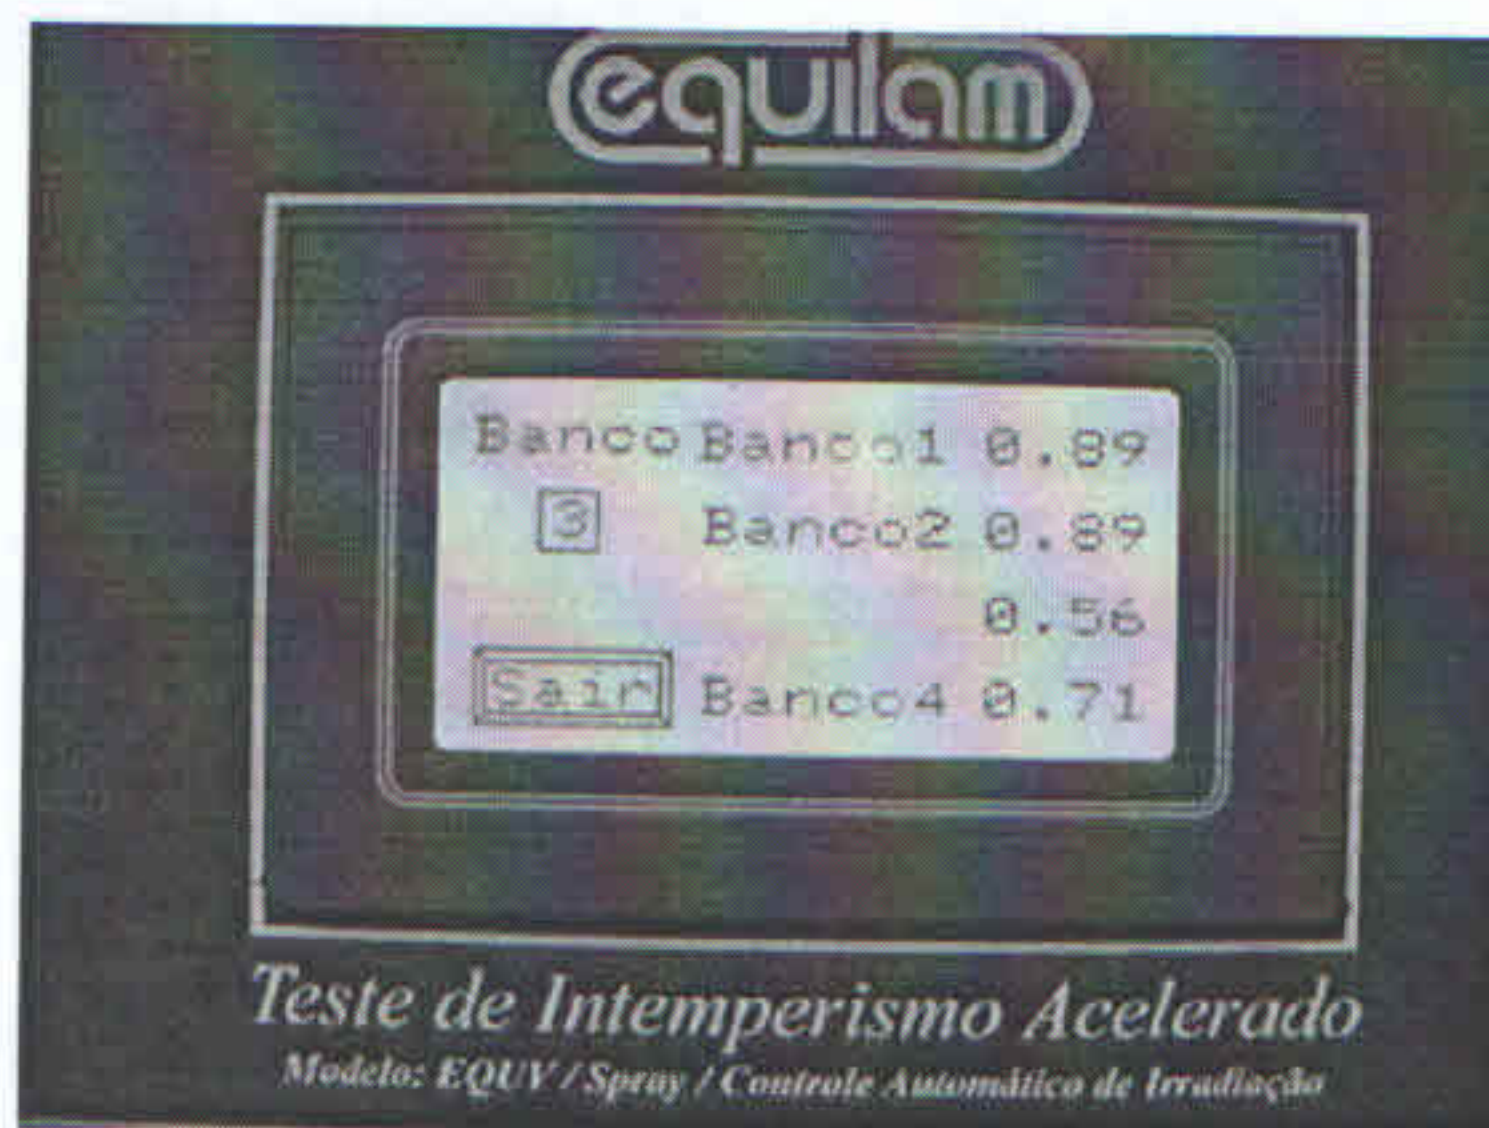 equilam
Banco Banco1 0.89
3 Banco2 0.89
0.56
Sair Banco4 0.71
Teste de Intemperismo Acelerado
Modelo: EQUV / Spray / Controle Automático de Irradiação